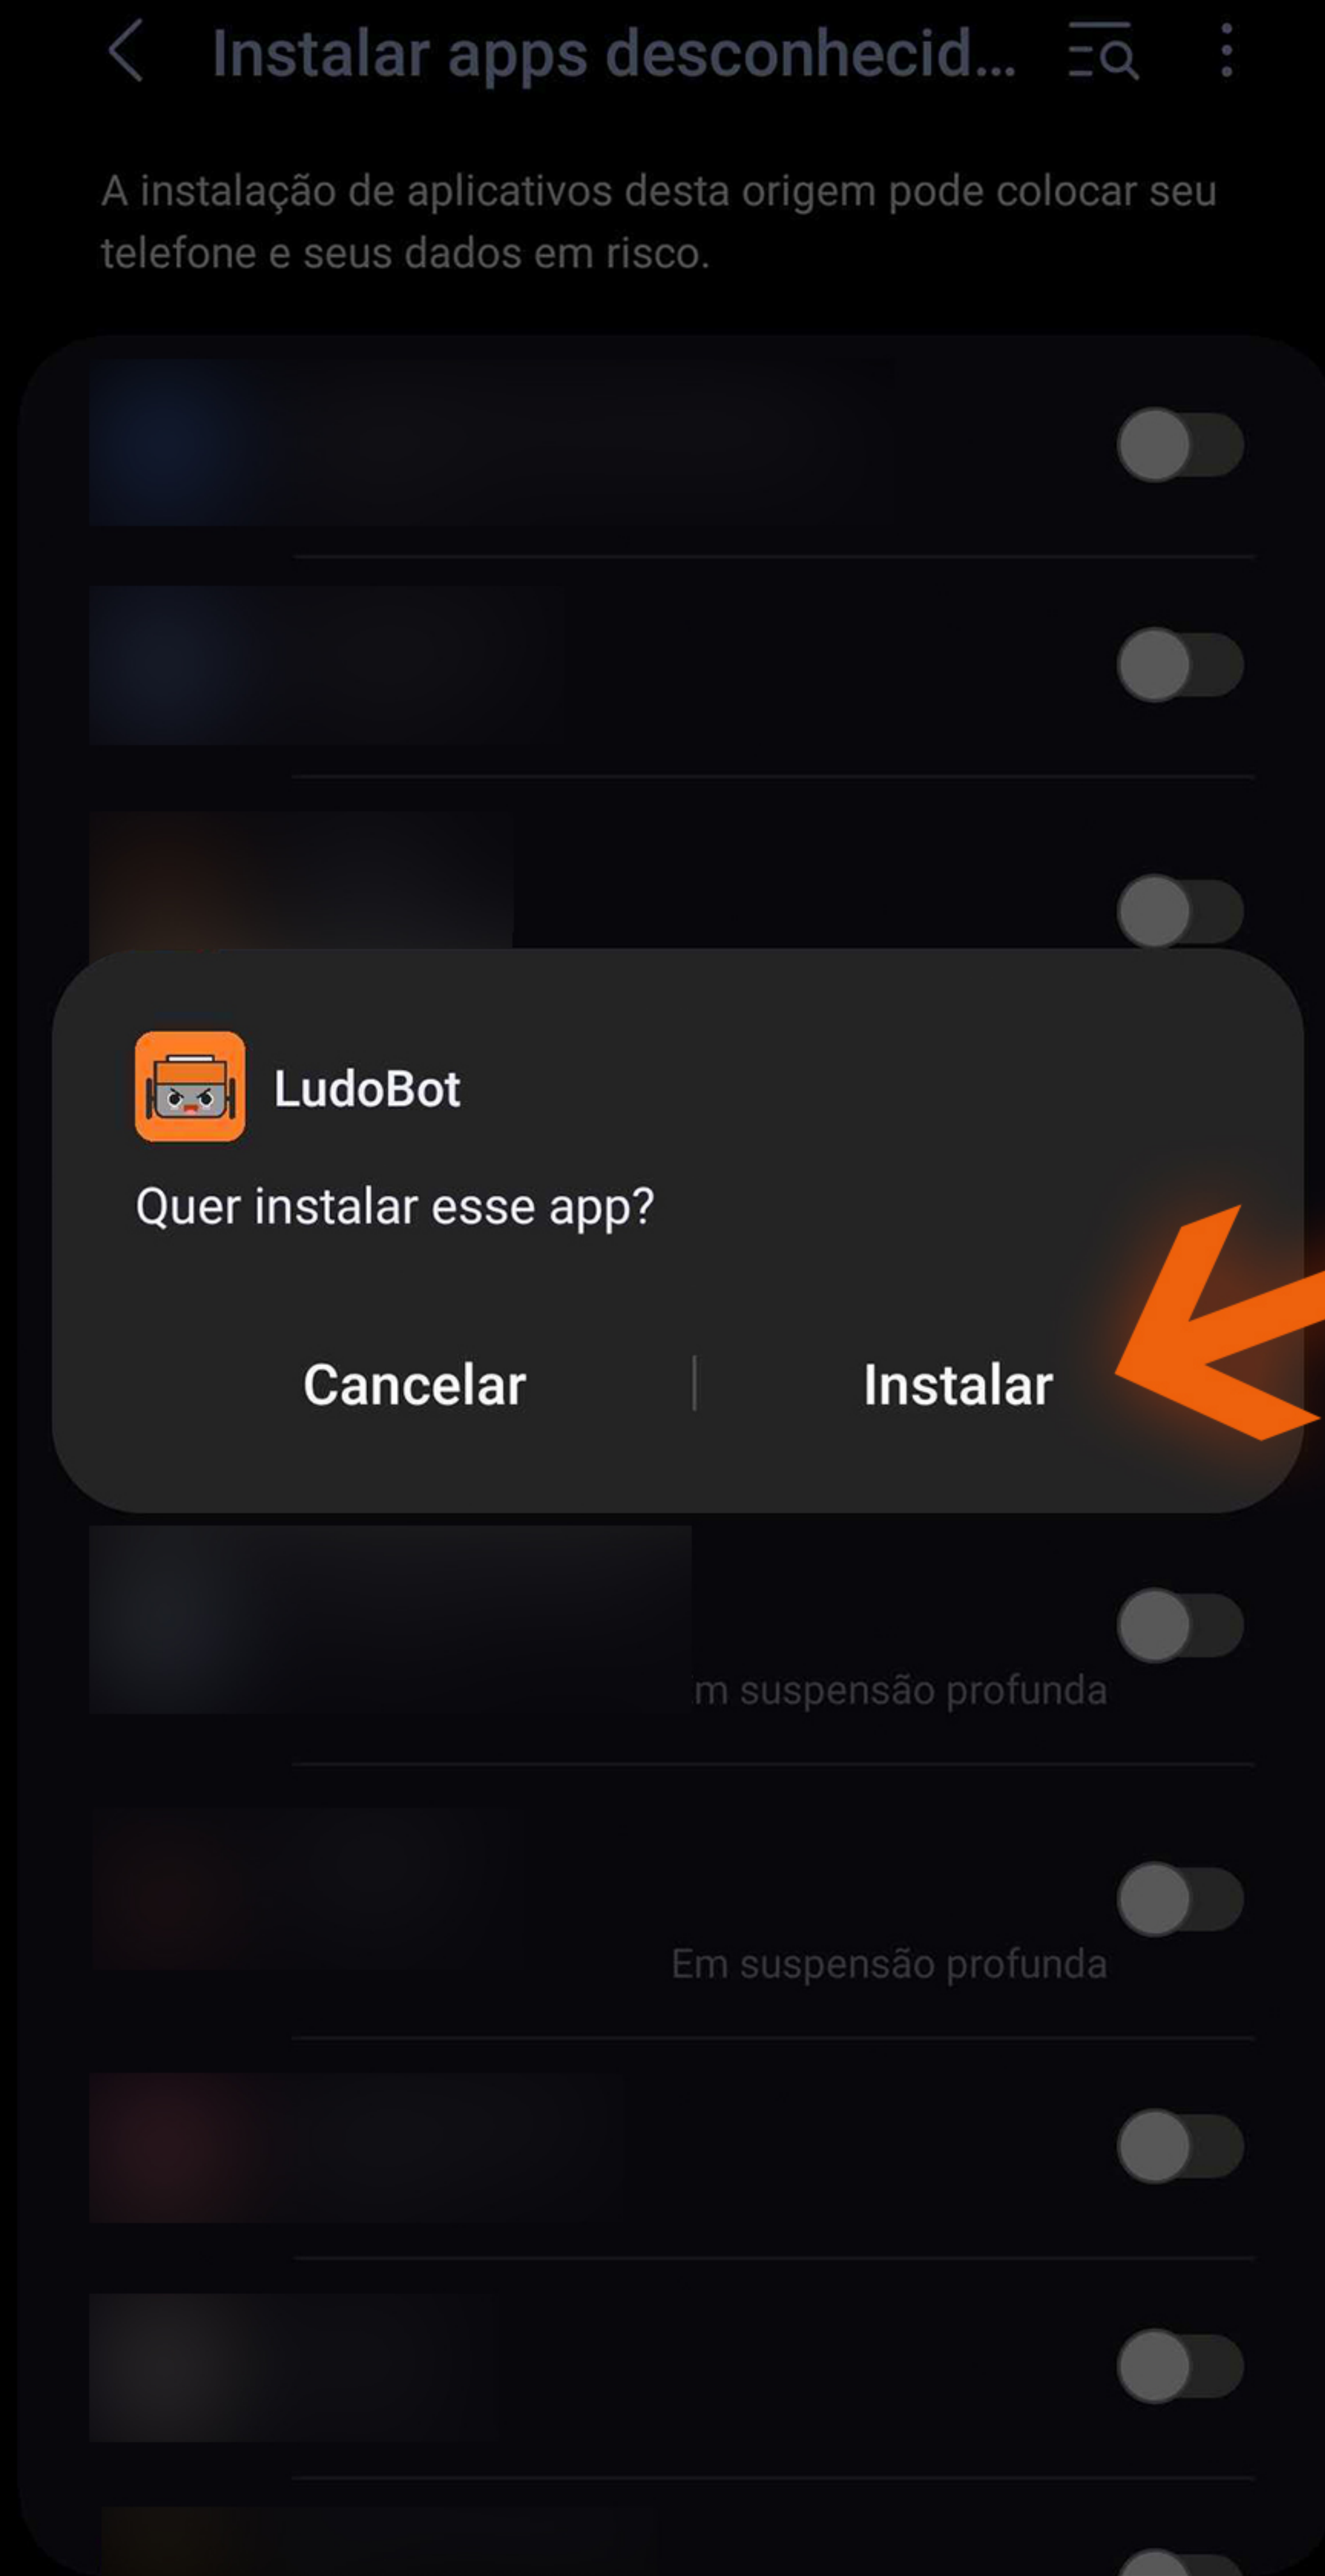 Instalar apps desconhecid...
A instalação de aplicativos desta origem pode colocar seu
telefone e seus dados em risco.
LudoBot
Quer instalar esse app?
Cancelar
Instalar
m suspensão profunda
Em suspensão profunda